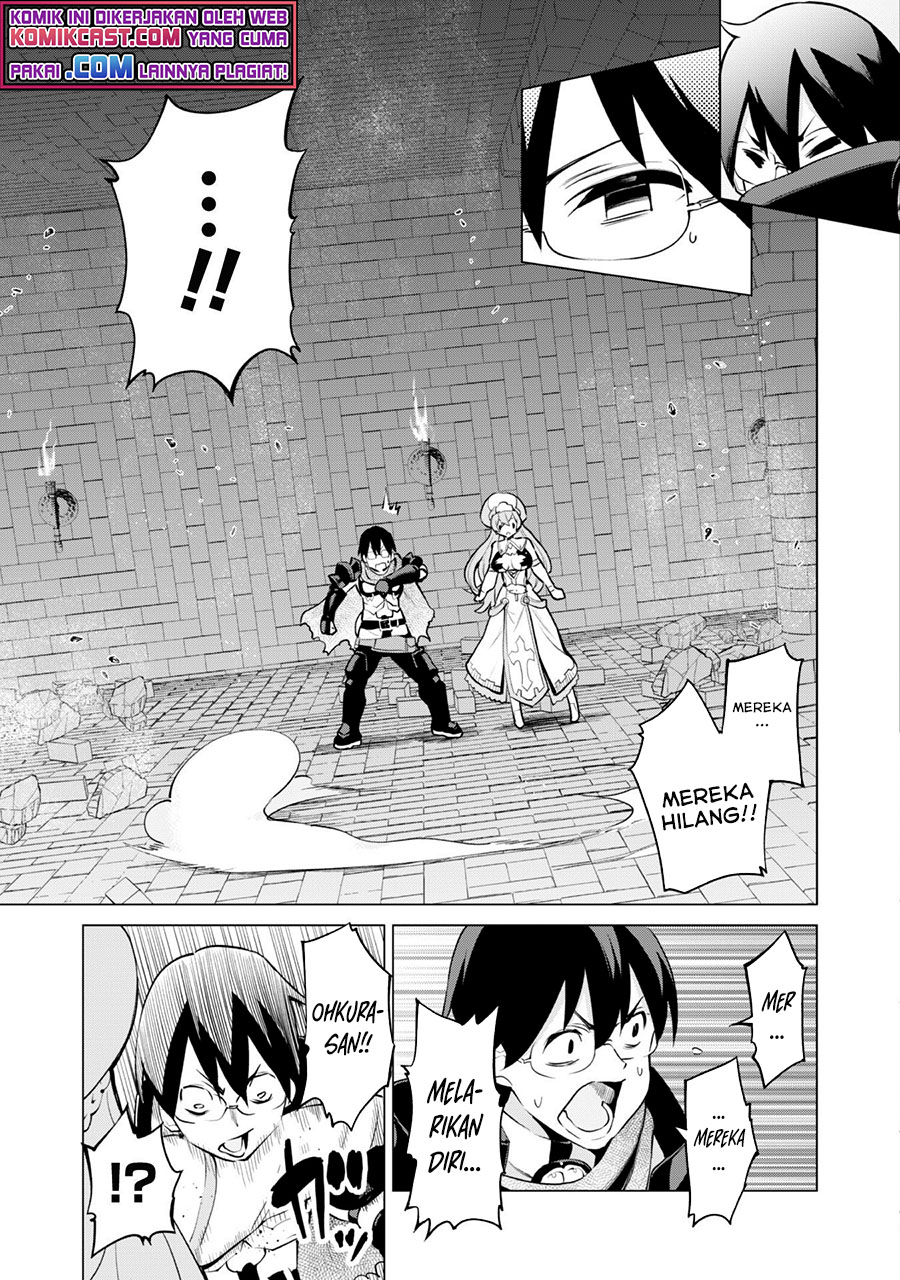 KOMIK INI DIKERJAKAN OLEH WEB
KOMIKCAST.COM YANG CUMA
PAKAI .COM LAINNYA PLAGIAT!
...!!
MEREKA
...
MEREKA
HILANG!!
MER
...
...
MEREKA
...
MELA-
RIKAN
DIRI...
OHKURA-
SAN!!
!?